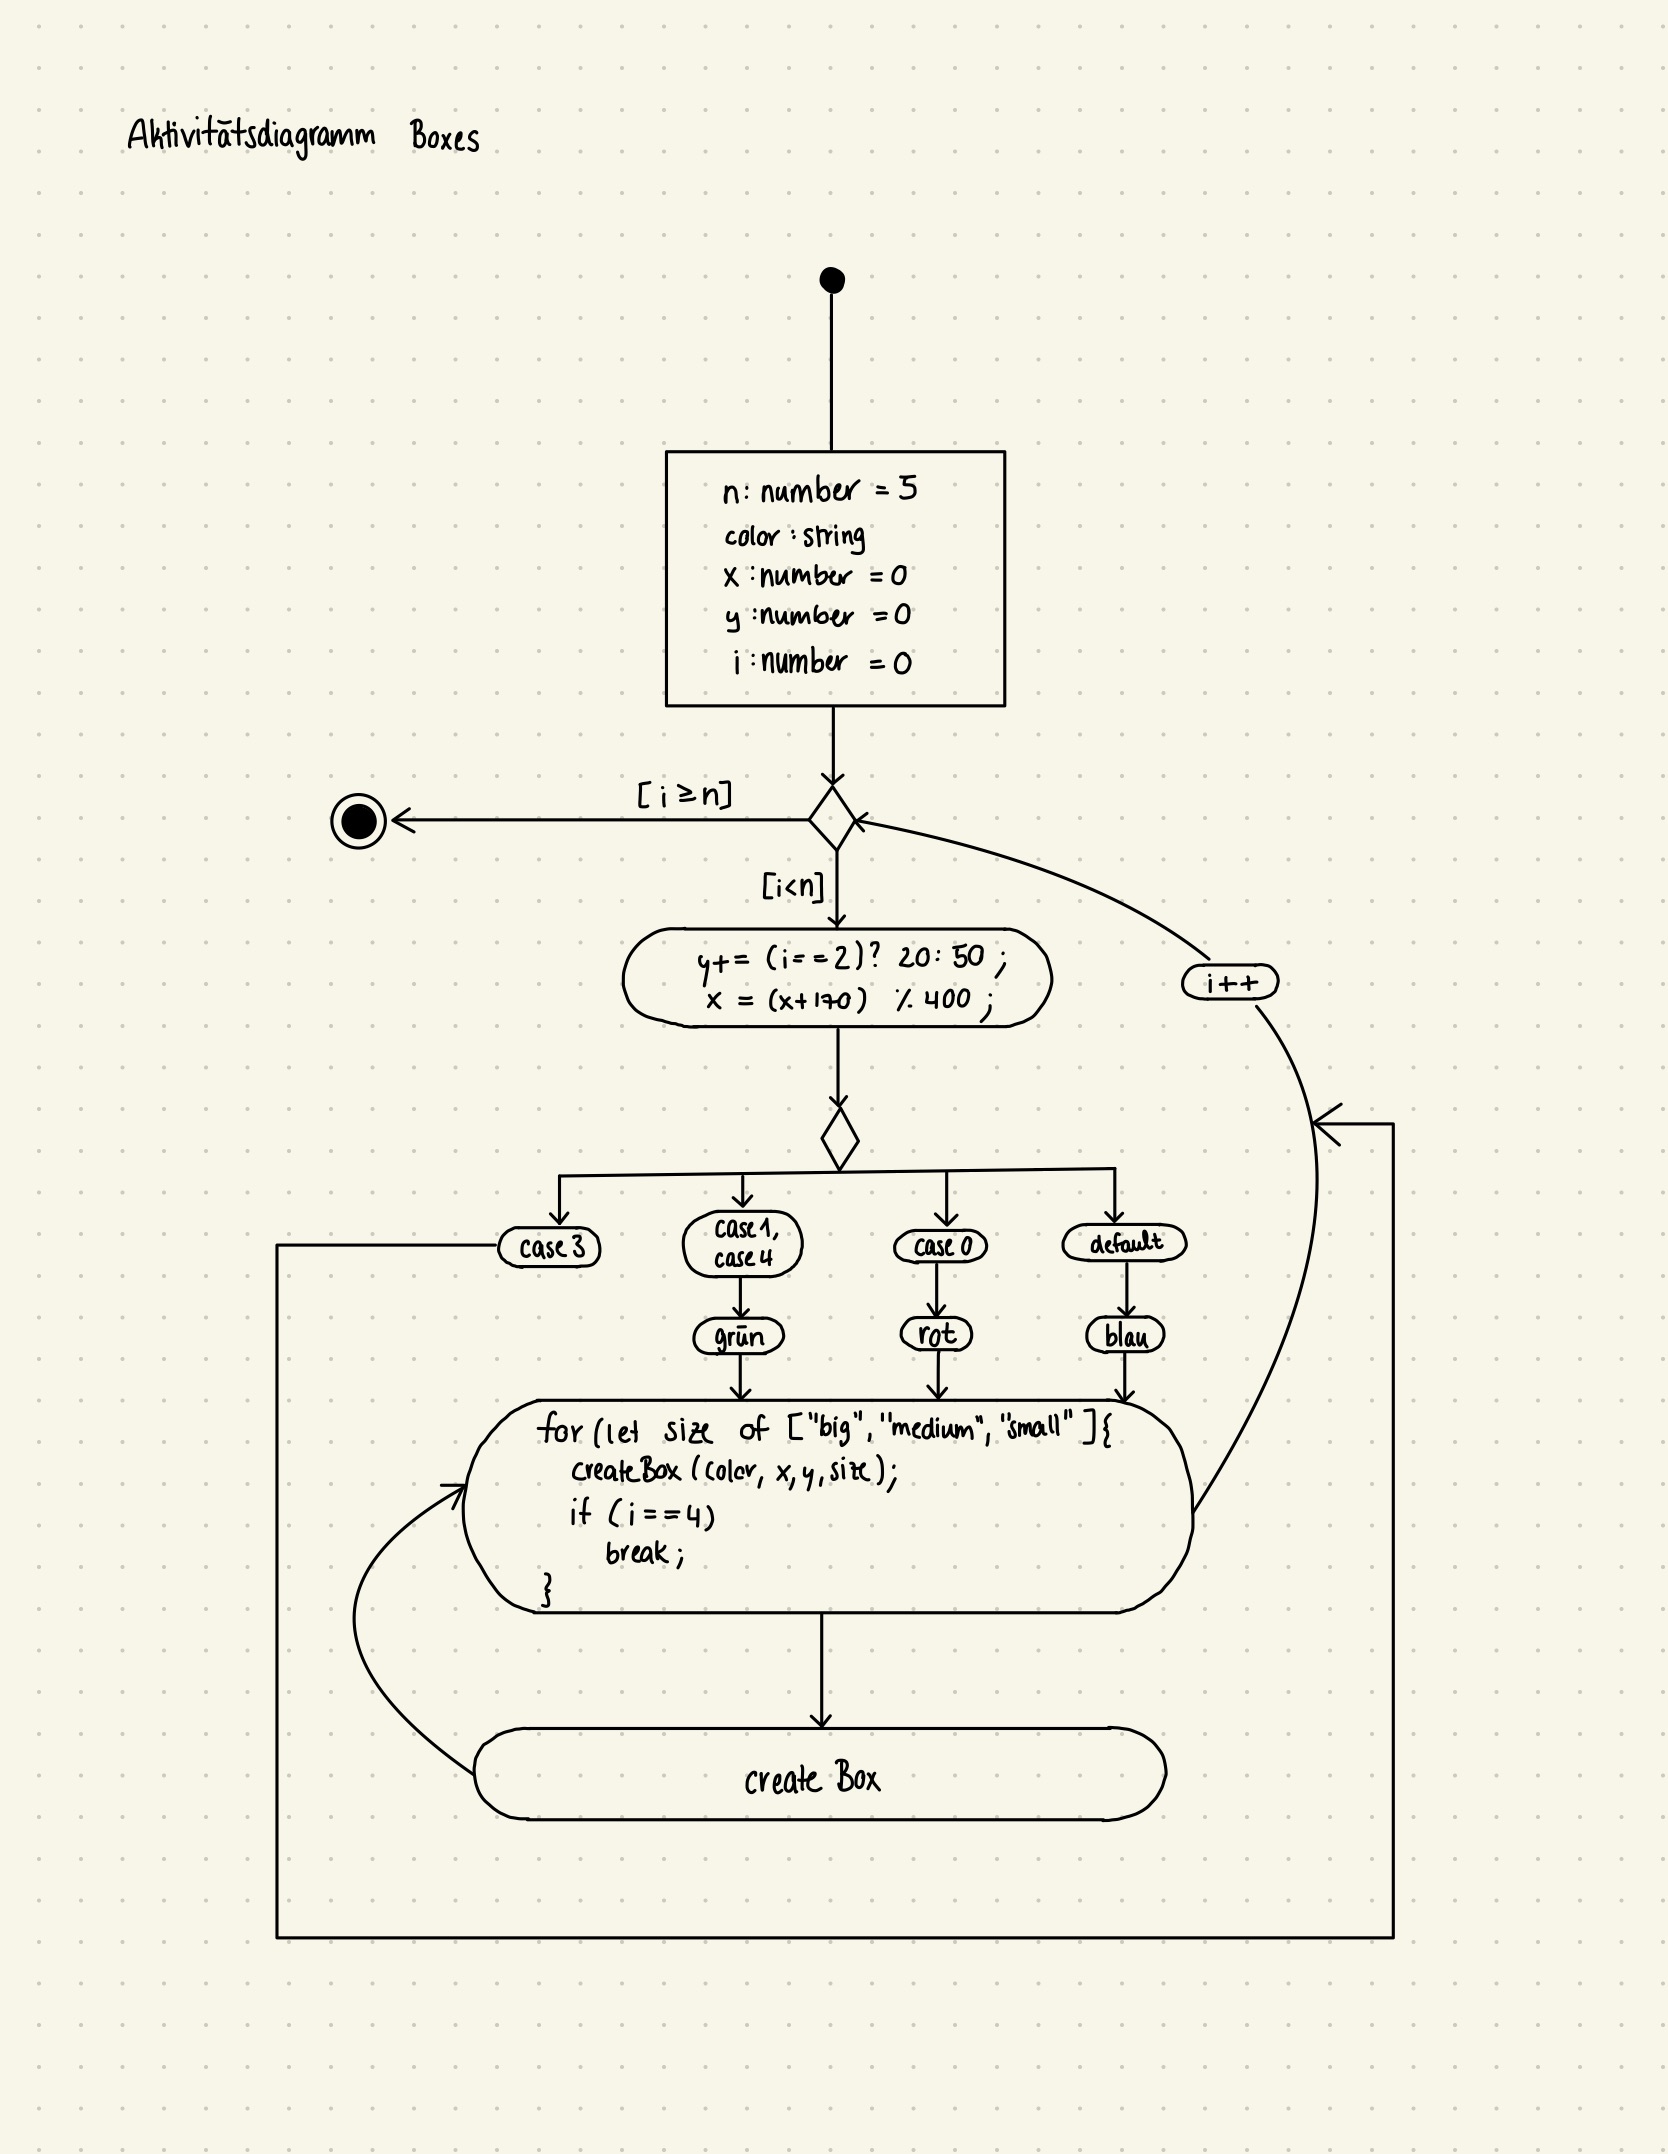 Aktivitätsdiagramm Boxes
n: number = 5
color : string
x : number = 0
y : number = 0
i : number = 0
[ i ≥ n]
[i<n]
y+= (i==2)? 20: 50 ;
x = (x+170) % 400 ;
i++
case 3
case 1,
case 4
case 0
default
grün
rot
blau
for (let size of ["big", "medium", "small" ]{
createBox (color, x, y, size);
if (i==4)
break;
}
create Box